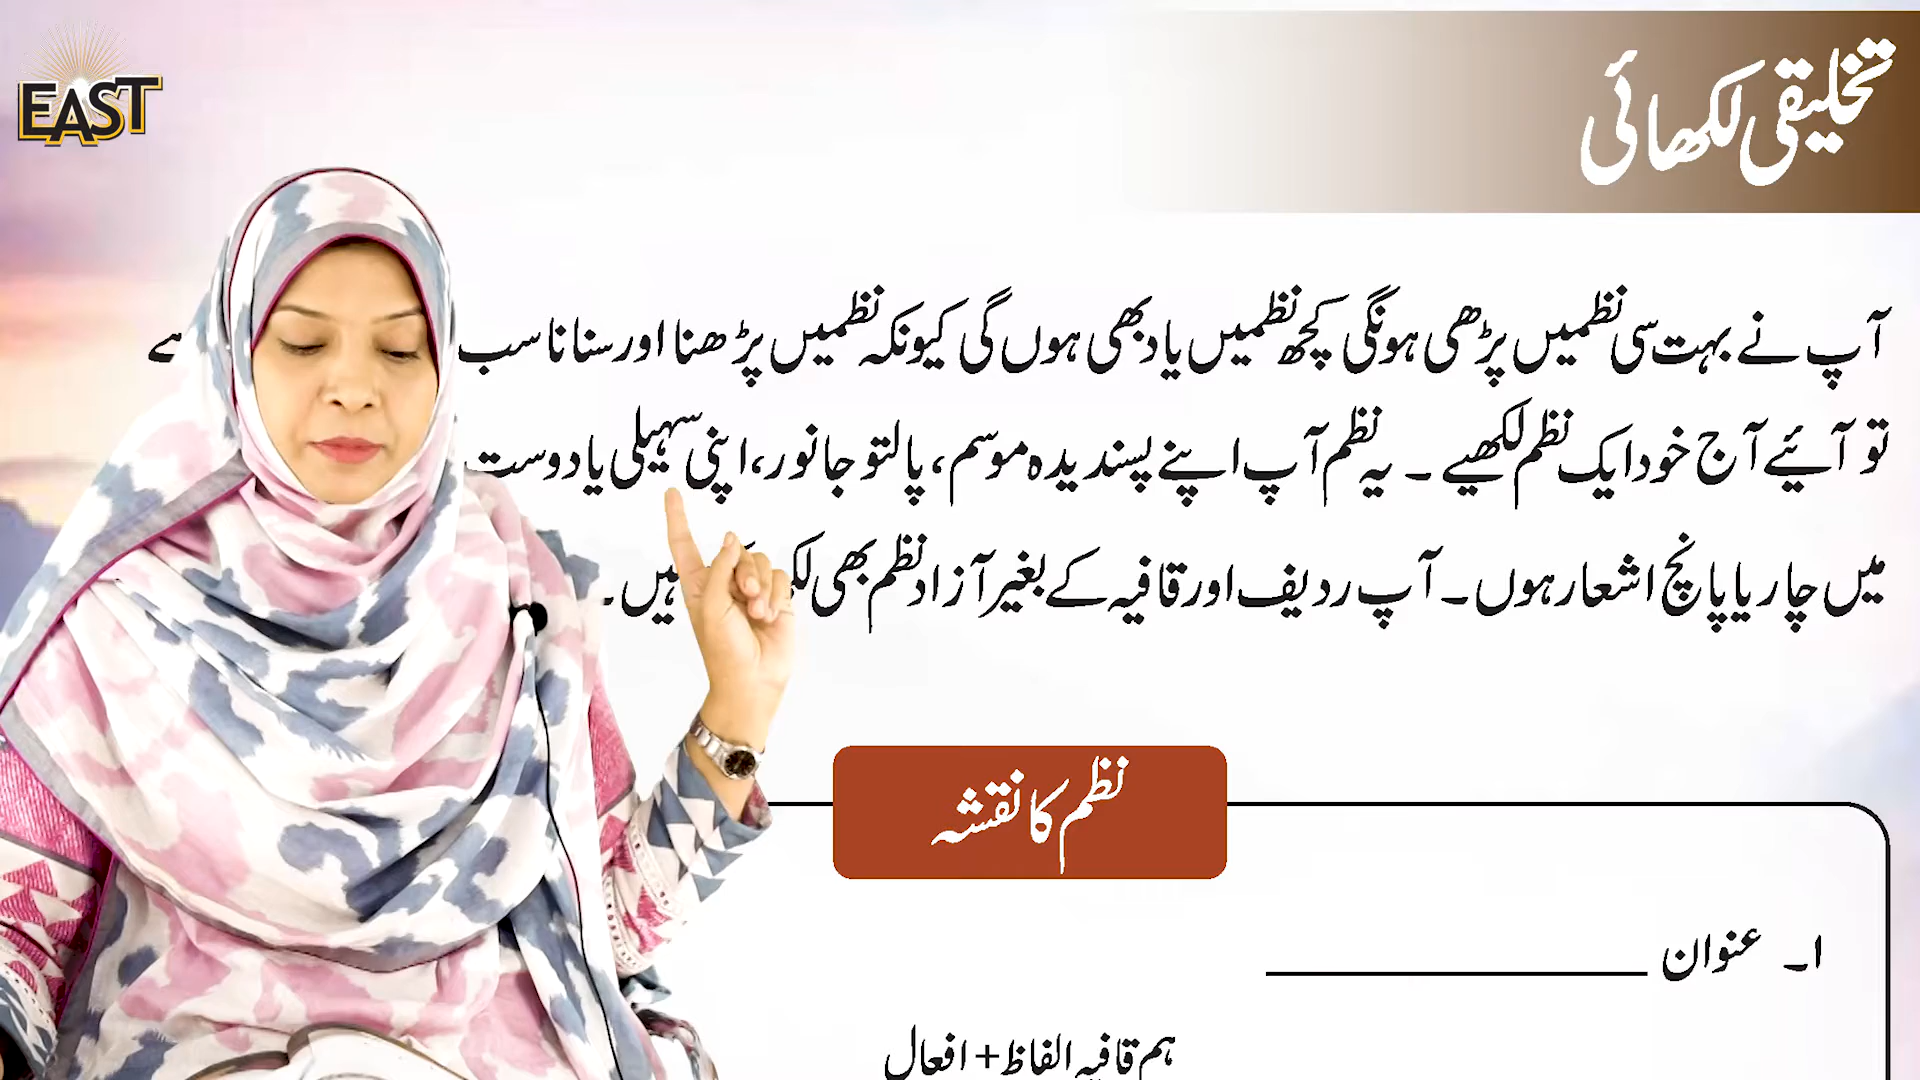 EAST
تخلیقی لکھائی
آپ نے بہت سی نظمیں پڑھی ہونگی کچھ نظمیں یاد بھی ہوں گی کیونکہ نظمیں پڑھنا اور سنانا سب
تو آئیے آج خود ایک نظم لکھیے ۔ یہ نظم آپ اپنے پسندیدہ موسم، پالتو جانور، اپنی سہیلی یا دوست
میں چار یا پانچ اشعار ہوں۔ آپ ردیف اور قافیہ کے بغیر آزاد نظم بھی ہیں۔
نظم کا نقشہ
ا۔ عنوان
ہم قافیہ الفاظ + افعال